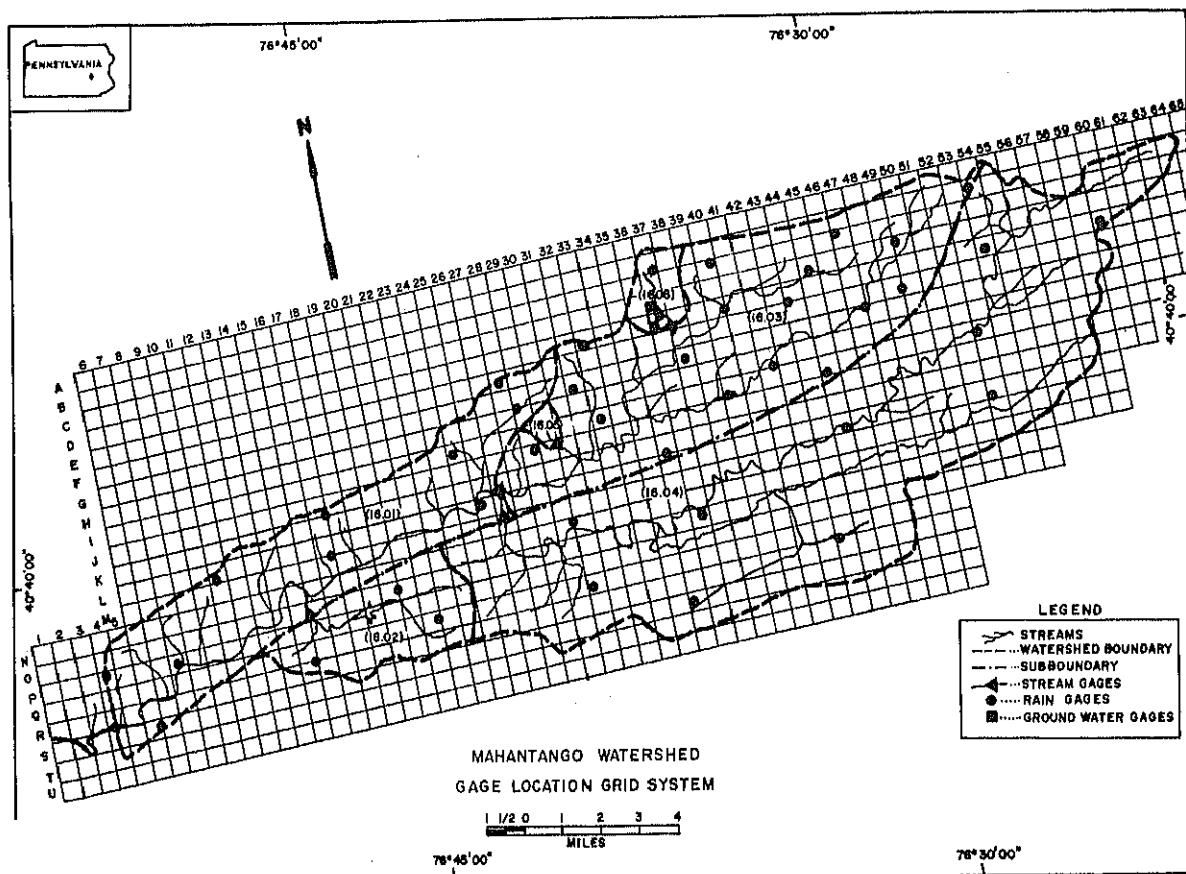 76°45'00"
76°30'00"
PENNSYLVANIA
N
6 7 8 9 10 11 12 13 14 15 16 17 18 19 20 21 22 23 24 25 26 27 28 29 30 31 32 33 34 35 36 37 38 39 40 41 42 43 44 45 46 47 48 49 50 51 52 53 54 55 56 57 58 59 60 61 62 63 64 65
A
B
C
D
E
F
G
H
I
J
K
L
M
1 2 3 4 5
N
O
P
Q
R
S
T
U
(16.06)
(16.03)
(16.05)
(16.04)
(16.01)
(16.02)
40°40'00"
40°40'00"
LEGEND
STREAMS
WATERSHED BOUNDARY
SUBBOUNDARY
STREAM GAGES
RAIN GAGES
GROUND WATER GAGES
MAHANTANGO WATERSHED
GAGE LOCATION GRID SYSTEM
1 1/2 0 1 2 3 4
MILES
76°45'00"
76°30'00"